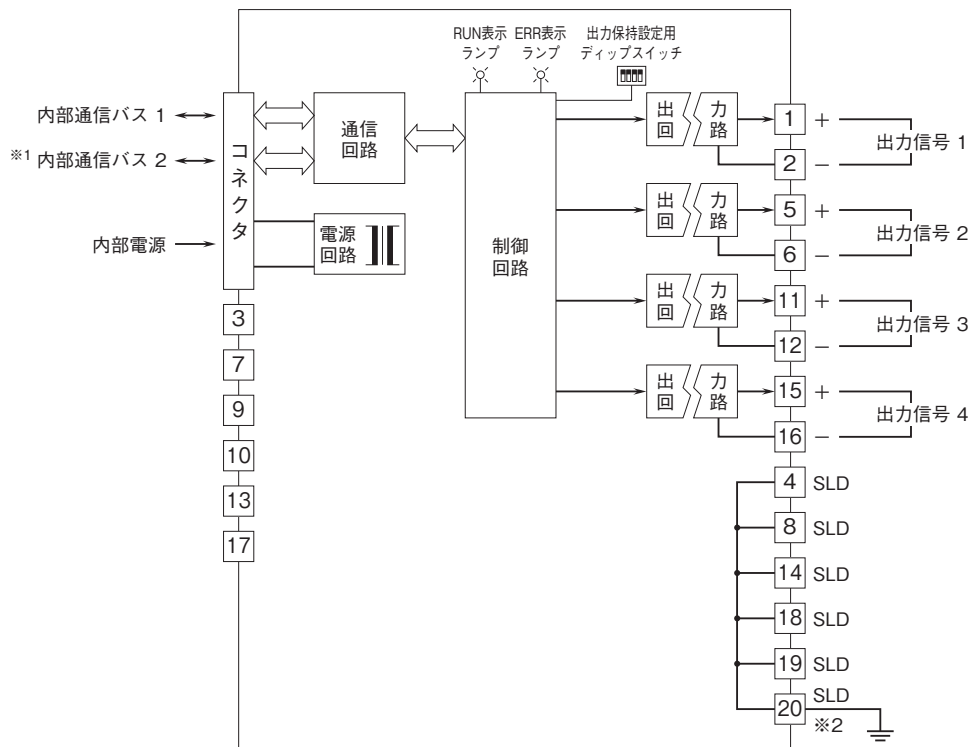 RUN表示
ランプ
ERR表示
ランプ
出力保持設定用
ディップスイッチ
内部通信バス 1
※1 内部通信バス 2
内部電源
コネクタ
通信
回路
電源
回路
制御
回路
出力
回路
1 +
2 −
出力信号 1
出力
回路
5 +
6 −
出力信号 2
出力
回路
11 +
12 −
出力信号 3
出力
回路
15 +
16 −
出力信号 4
3
7
9
10
13
17
4 SLD
8 SLD
14 SLD
18 SLD
19 SLD
20 SLD
※2